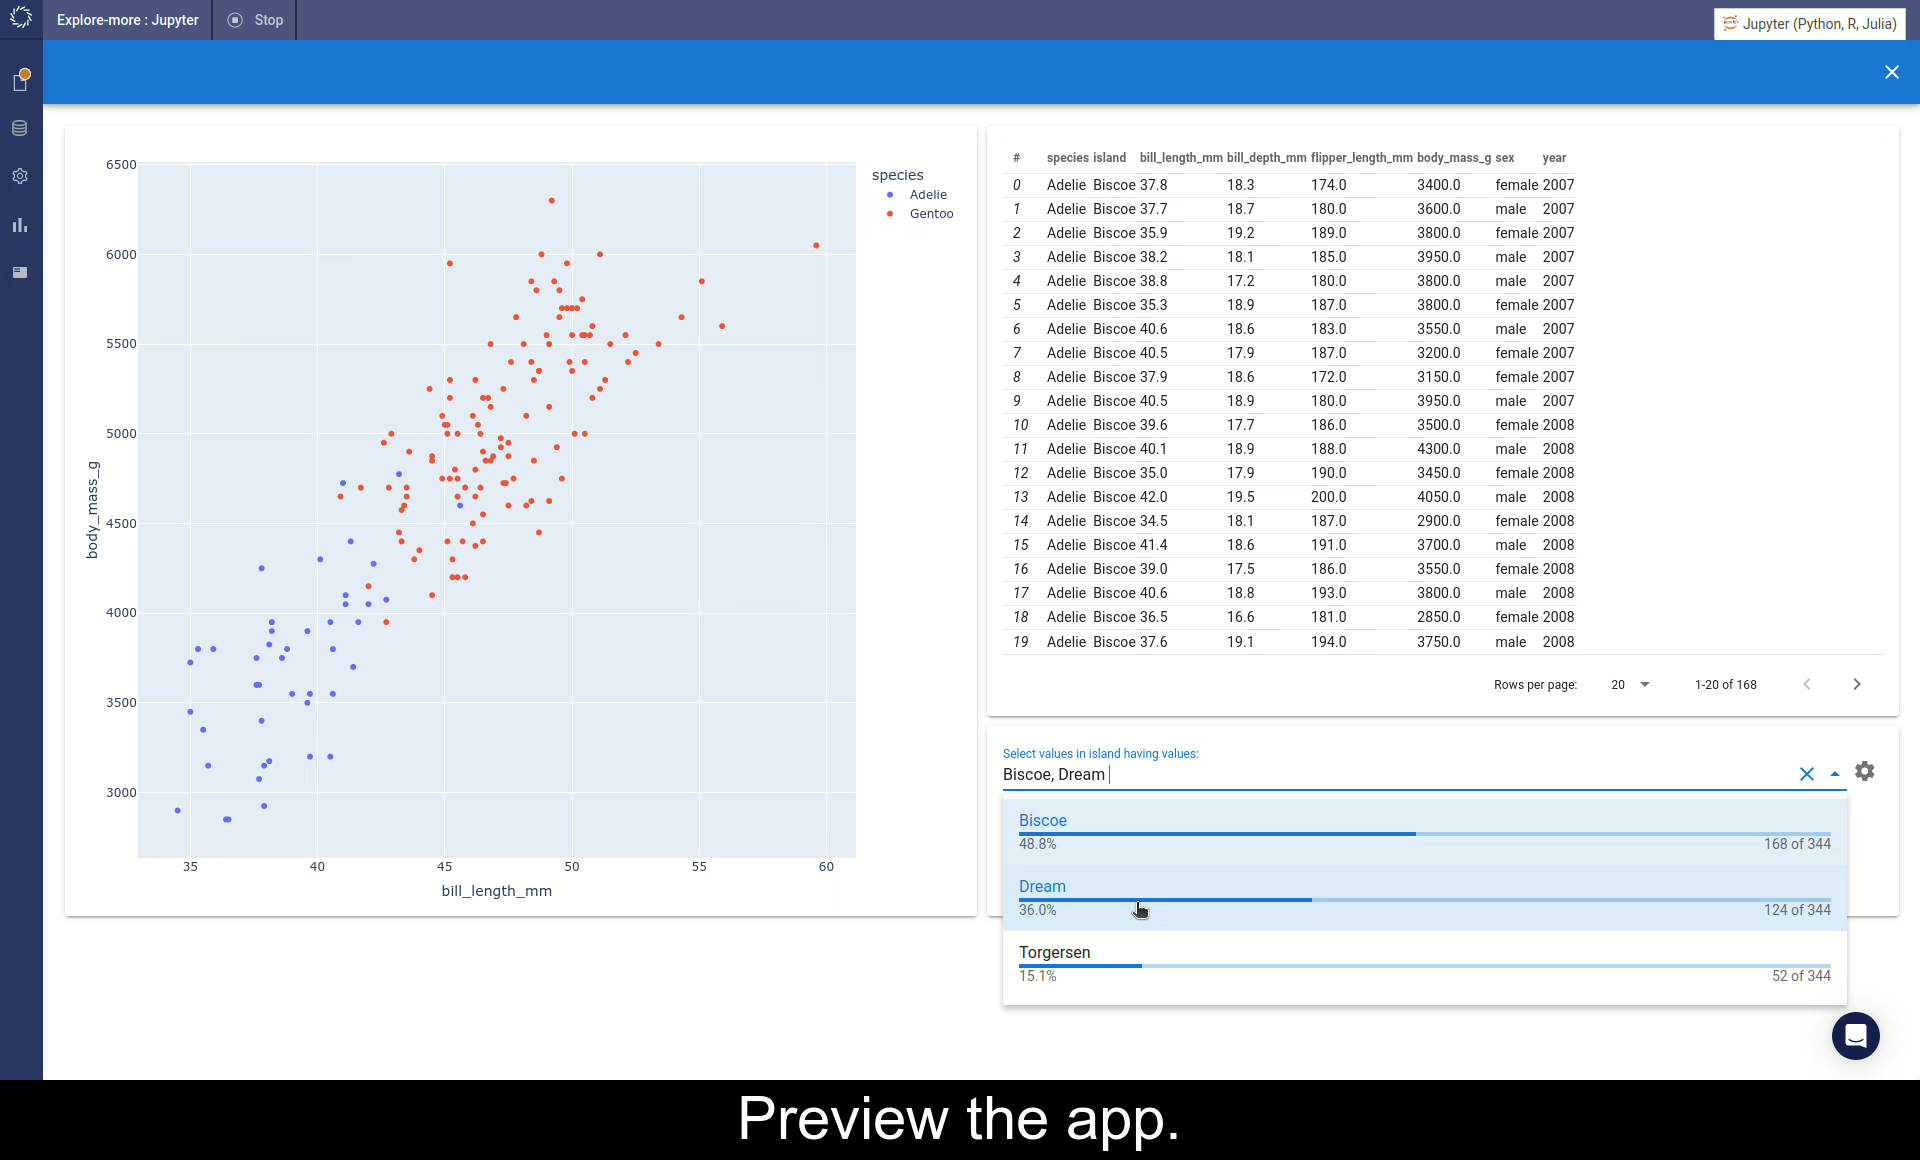 Explore-more : Jupyter
Stop
Jupyter (Python, R, Julia)
6500
6000
5500
5000
4500
4000
3500
3000
body_mass_g
35 40 45 50 55 60
bill_length_mm
species
Adelie
Gentoo
# species island bill_length_mm bill_depth_mm flipper_length_mm body_mass_g sex year
0 Adelie Biscoe 37.8 18.3 174.0 3400.0 female 2007
1 Adelie Biscoe 37.7 18.7 180.0 3600.0 male 2007
2 Adelie Biscoe 35.9 19.2 189.0 3800.0 female 2007
3 Adelie Biscoe 38.2 18.1 185.0 3950.0 male 2007
4 Adelie Biscoe 38.8 17.2 180.0 3800.0 male 2007
5 Adelie Biscoe 35.3 18.9 187.0 3800.0 female 2007
6 Adelie Biscoe 40.6 18.6 183.0 3550.0 male 2007
7 Adelie Biscoe 40.5 17.9 187.0 3200.0 female 2007
8 Adelie Biscoe 37.9 18.6 172.0 3150.0 female 2007
9 Adelie Biscoe 40.5 18.9 180.0 3950.0 male 2007
10 Adelie Biscoe 39.6 17.7 186.0 3500.0 female 2008
11 Adelie Biscoe 40.1 18.9 188.0 4300.0 male 2008
12 Adelie Biscoe 35.0 17.9 190.0 3450.0 female 2008
13 Adelie Biscoe 42.0 19.5 200.0 4050.0 male 2008
14 Adelie Biscoe 34.5 18.1 187.0 2900.0 female 2008
15 Adelie Biscoe 41.4 18.6 191.0 3700.0 male 2008
16 Adelie Biscoe 39.0 17.5 186.0 3550.0 female 2008
17 Adelie Biscoe 40.6 18.8 193.0 3800.0 male 2008
18 Adelie Biscoe 36.5 16.6 181.0 2850.0 female 2008
19 Adelie Biscoe 37.6 19.1 194.0 3750.0 male 2008
Rows per page: 20 1-20 of 168
Select values in island having values:
Biscoe, Dream
Biscoe
48.8% 168 of 344
Dream
36.0% 124 of 344
Torgersen
15.1% 52 of 344
Preview the app.